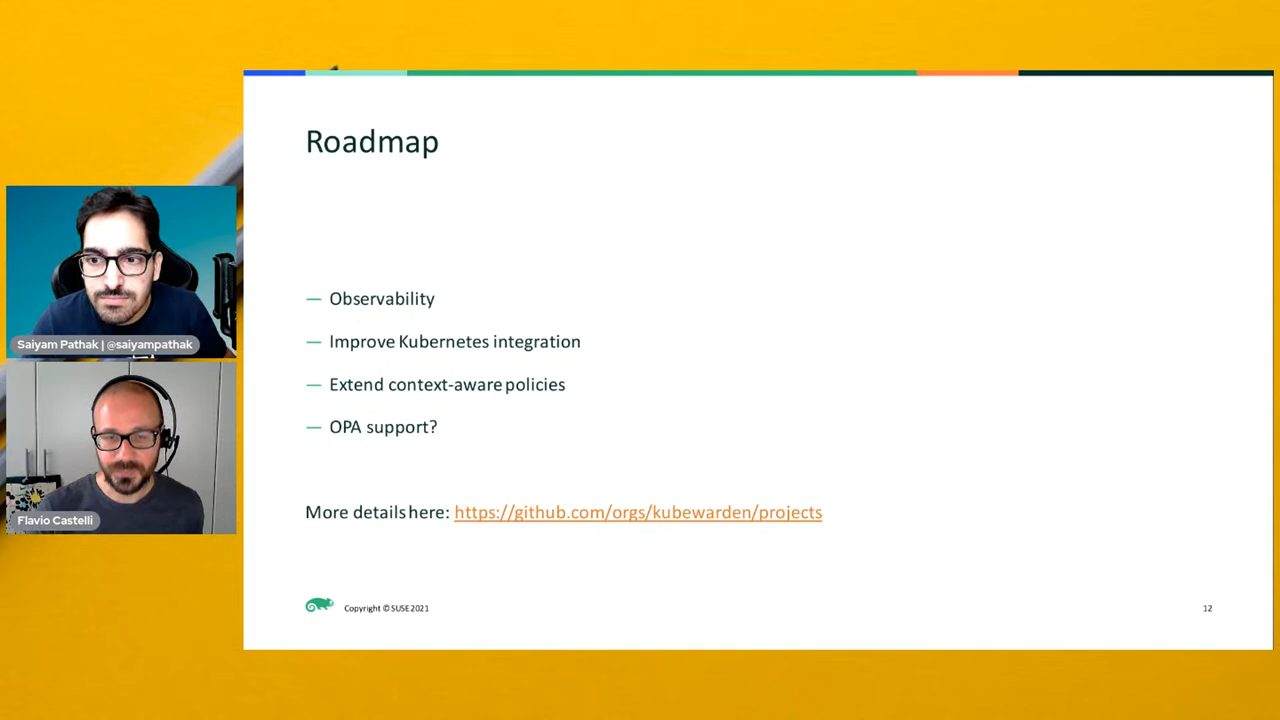 Roadmap
— Observability
— Improve Kubernetes integration
— Extend context-aware policies
— OPA support?
More details here: https://github.com/orgs/kubewarden/projects
Copyright © SUSE 2021
12
Saiyam Pathak | @saiyampathak
Flavio Castelli